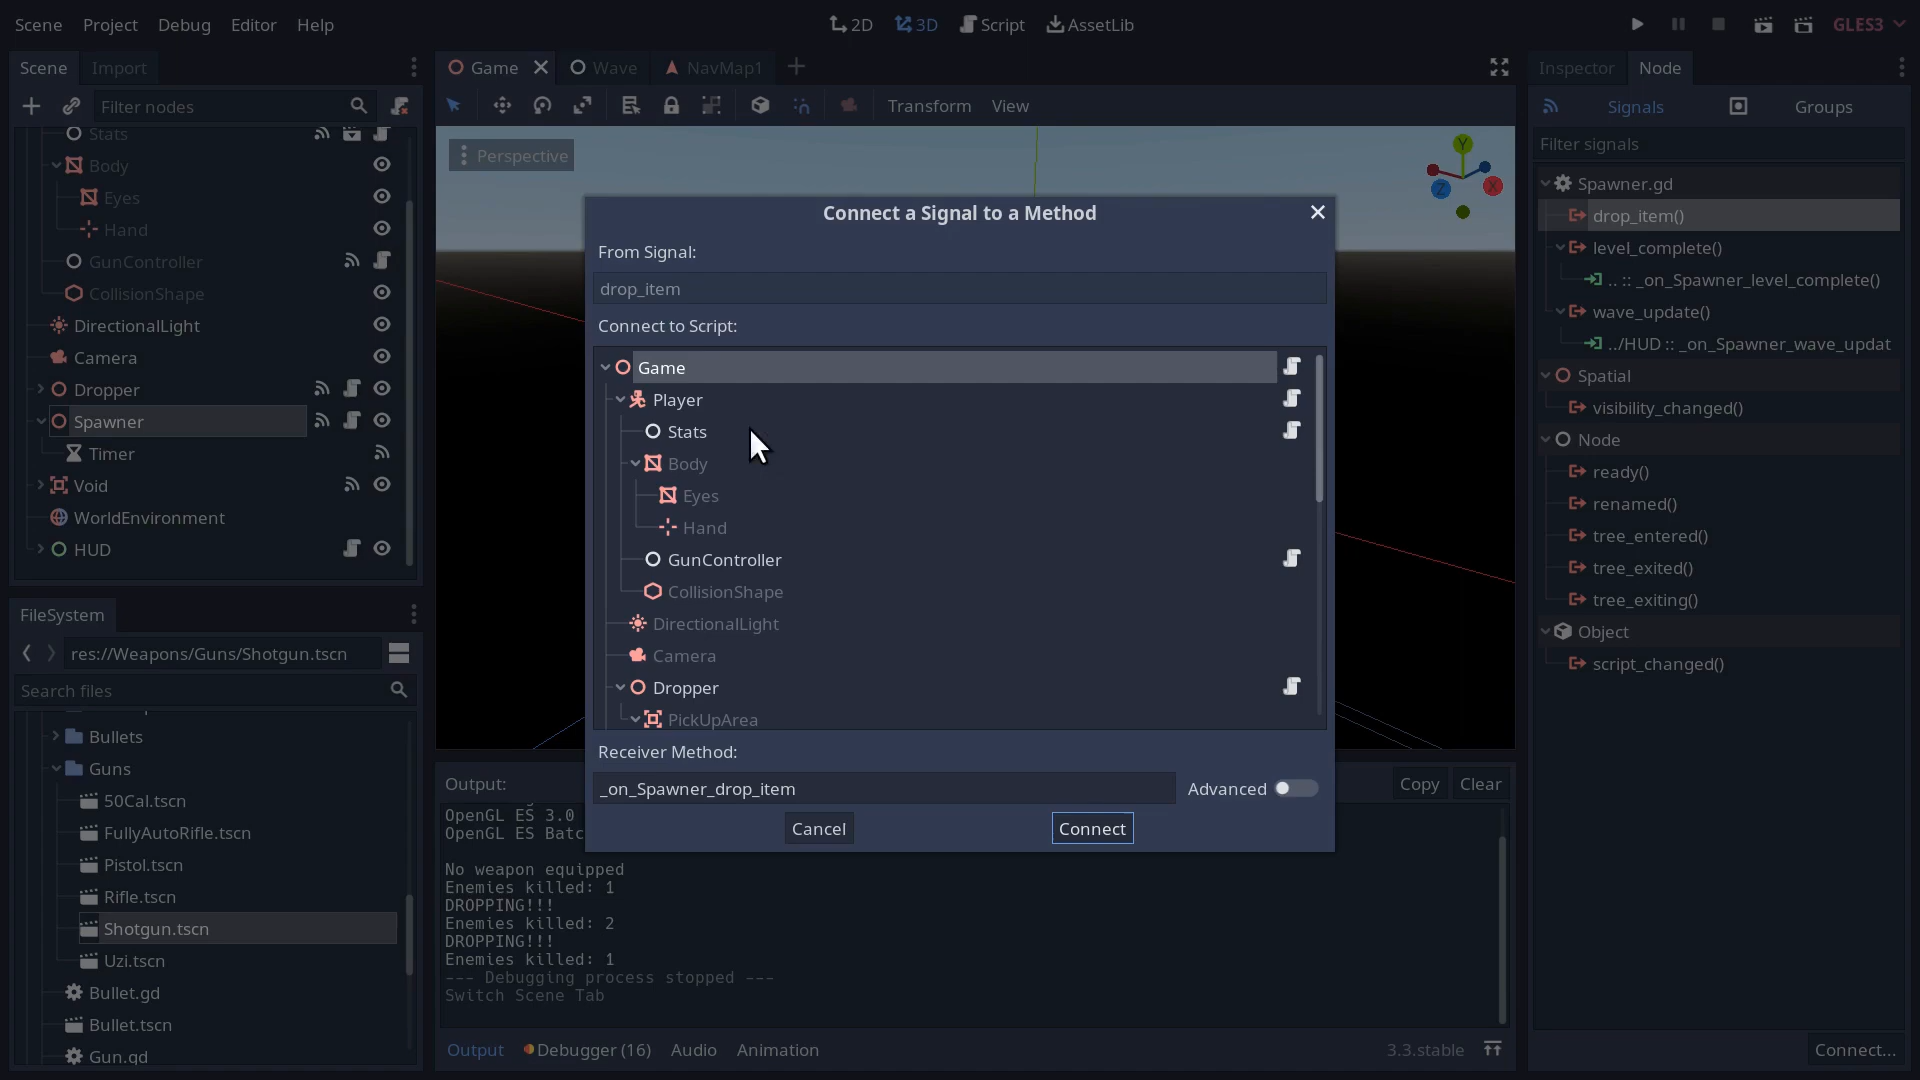 Scene Project Debug Editor Help
2D 3D Script AssetLib
GLES3
Scene Import
Filter nodes
Stats
Body
Eyes
Hand
GunController
CollisionShape
DirectionalLight
Camera
Dropper
Spawner
Timer
Void
WorldEnvironment
HUD
FileSystem
res://Weapons/Guns/Shotgun.tscn
Search files
Bullets
Guns
50Cal.tscn
FullyAutoRifle.tscn
Pistol.tscn
Rifle.tscn
Shotgun.tscn
Uzi.tscn
Bullet.gd
Bullet.tscn
Gun.gd
Game Wave NavMap1
Transform View
Perspective
Y
Z X
Connect a Signal to a Method
From Signal:
drop_item
Connect to Script:
Game
Player
Stats
Body
Eyes
Hand
GunController
CollisionShape
DirectionalLight
Camera
Dropper
PickUpArea
Receiver Method:
_on_Spawner_drop_item Advanced
Cancel Connect
Output: Copy Clear
OpenGL ES 3.0
OpenGL ES Batc
No weapon equipped
Enemies killed: 1
DROPPING!!!
Enemies killed: 2
DROPPING!!!
Enemies killed: 1
--- Debugging process stopped ---
Switch Scene Tab
Output Debugger (16) Audio Animation 3.3.stable
Inspector Node
Signals Groups
Filter signals
Spawner.gd
drop_item()
level_complete()
.. :: _on_Spawner_level_complete()
wave_update()
../HUD :: _on_Spawner_wave_updat
Spatial
visibility_changed()
Node
ready()
renamed()
tree_entered()
tree_exited()
tree_exiting()
Object
script_changed()
Connect...